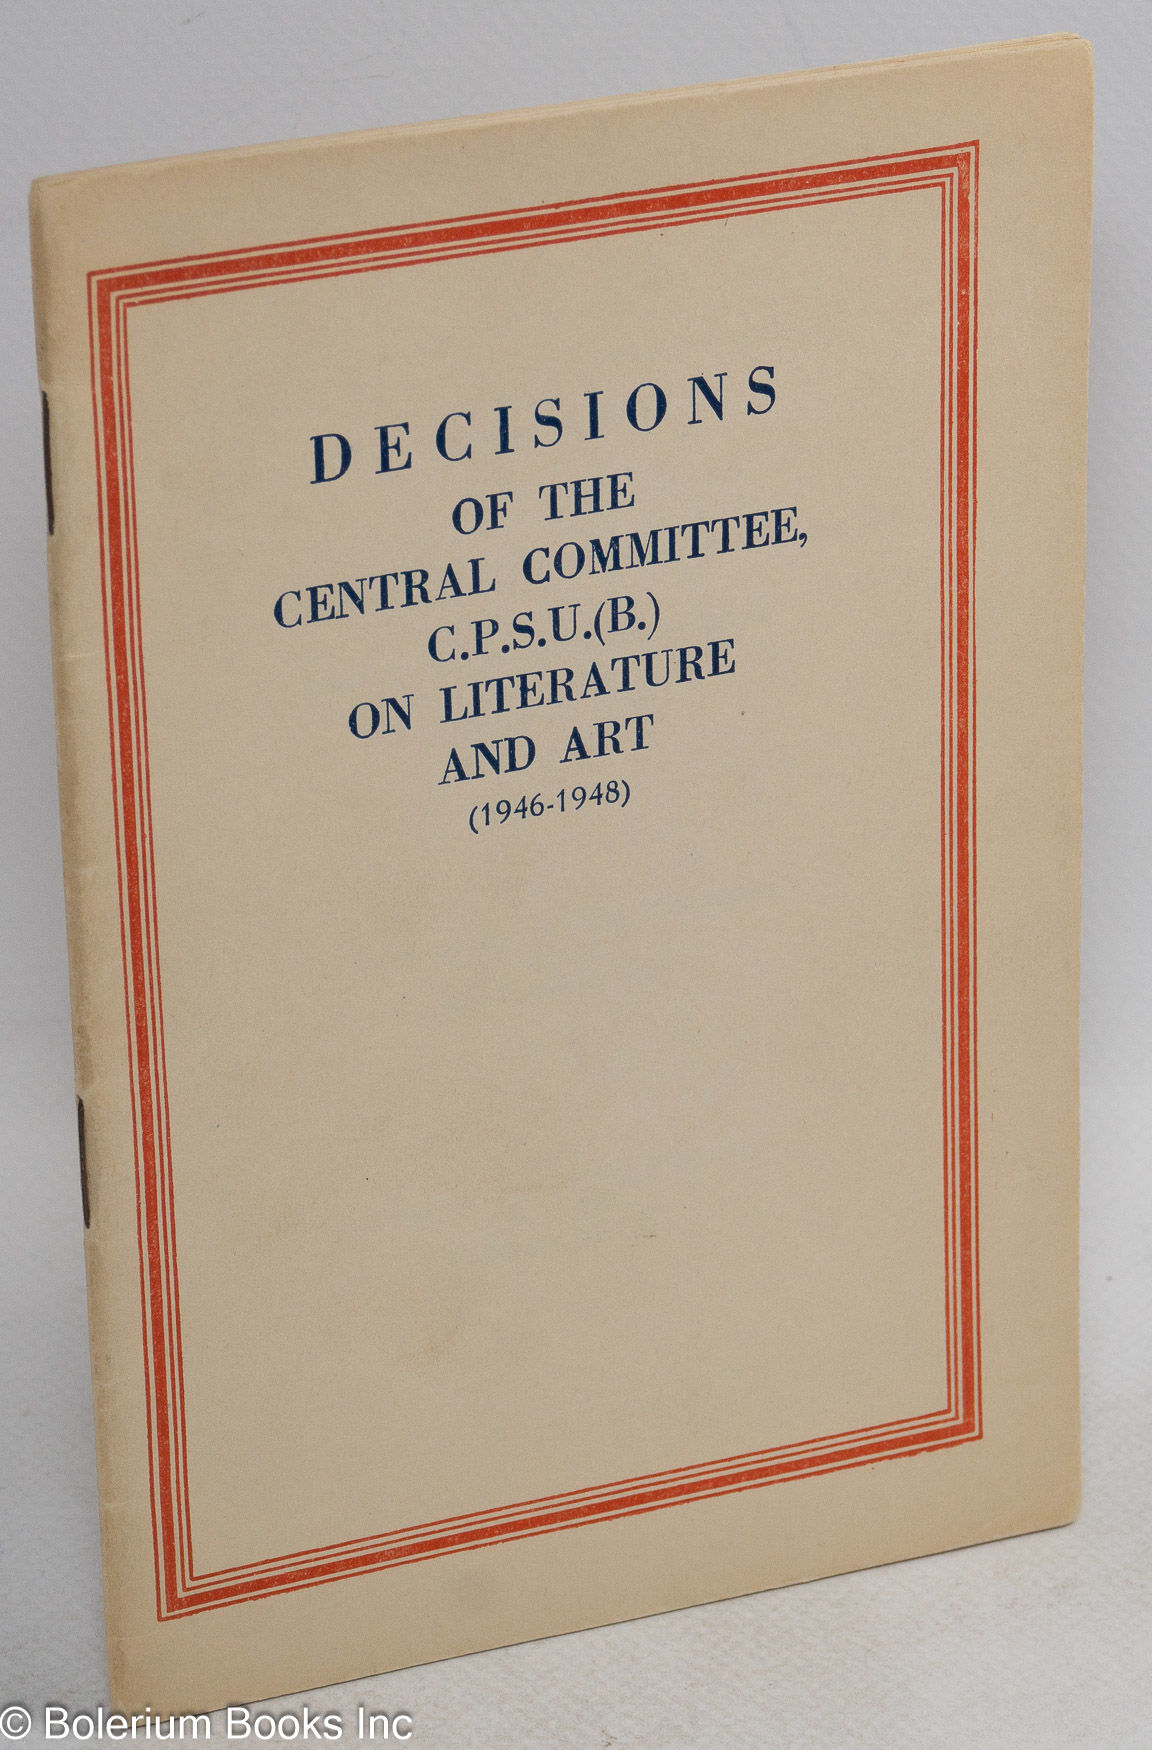 DECISIONS
OF THE
CENTRAL COMMITTEE,
C.P.S.U.(B.)
ON LITERATURE
AND ART
(1946-1948)
© Bolerium Books Inc